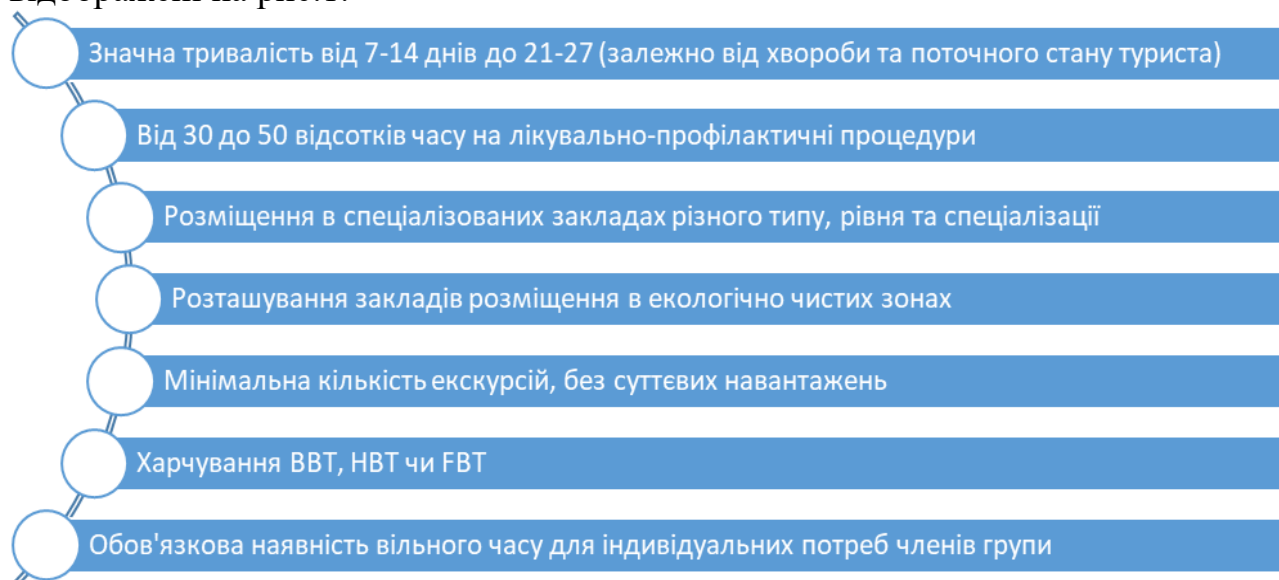 Значна тривалість від 7-14 днів до 21-27 (залежно від хвороби та поточного стану туриста)
Від 30 до 50 відсотків часу на лікувально-профілактичні процедури
Розміщення в спеціалізованих закладах різного типу, рівня та спеціалізації
Розташування закладів розміщення в екологічно чистих зонах
Мінімальна кількість екскурсій, без суттєвих навантажень
Харчування BBT, HBT чи FBT
Обов'язкова наявність вільного часу для індивідуальних потреб членів групи